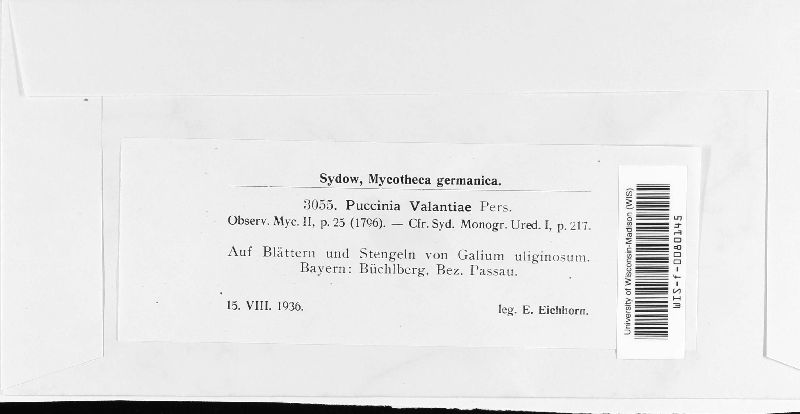 Sydow, Mycotheca germanica.
3055. Puccinia Valantiae Pers.
Observ. Myc. II, p. 25 (1796). — Cfr. Syd. Monogr. Ured. I, p. 217.
Auf Blättern und Stengeln von Galium uliginosum.
Bayern: Büchlberg, Bez. Passau.
15. VIII. 1936. leg. E. Eichhorn.
University of Wisconsin-Madison (WIS)
WIS-f-0080145